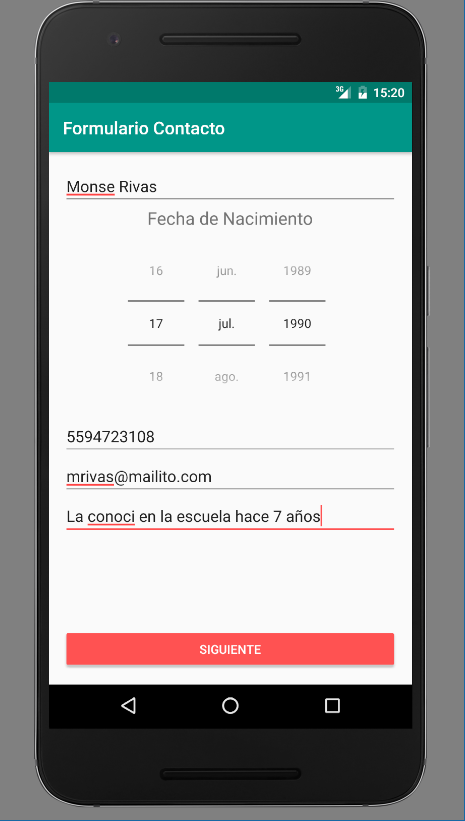 3G 15:20
Formulario Contacto
Monse Rivas
Fecha de Nacimiento
16 jun. 1989
17 jul. 1990
18 ago. 1991
5594723108
mrivas@mailito.com
La conoci en la escuela hace 7 años
SIGUIENTE